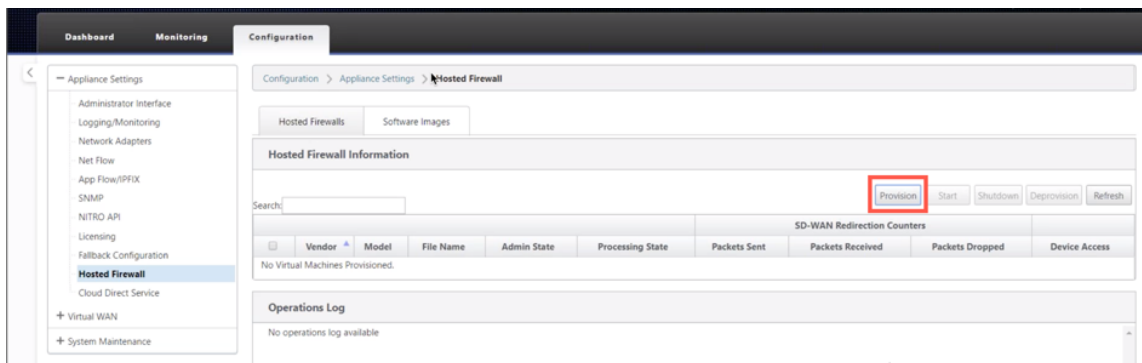 Dashboard Monitoring Configuration
Appliance Settings
Administrator Interface
Logging/Monitoring
Network Adapters
Net Flow
App Flow/IPFIX
SNMP
NITRO API
Licensing
Fallback Configuration
Hosted Firewall
Cloud Direct Service
Virtual WAN
System Maintenance
Configuration > Appliance Settings > Hosted Firewall
Hosted Firewalls Software Images
Hosted Firewall Information
Provision Start Shutdown Deprovision Refresh
Search:
SD-WAN Redirection Counters
Vendor Model File Name Admin State Processing State Packets Sent Packets Received Packets Dropped Device Access
No Virtual Machines Provisioned.
Operations Log
No operations log available